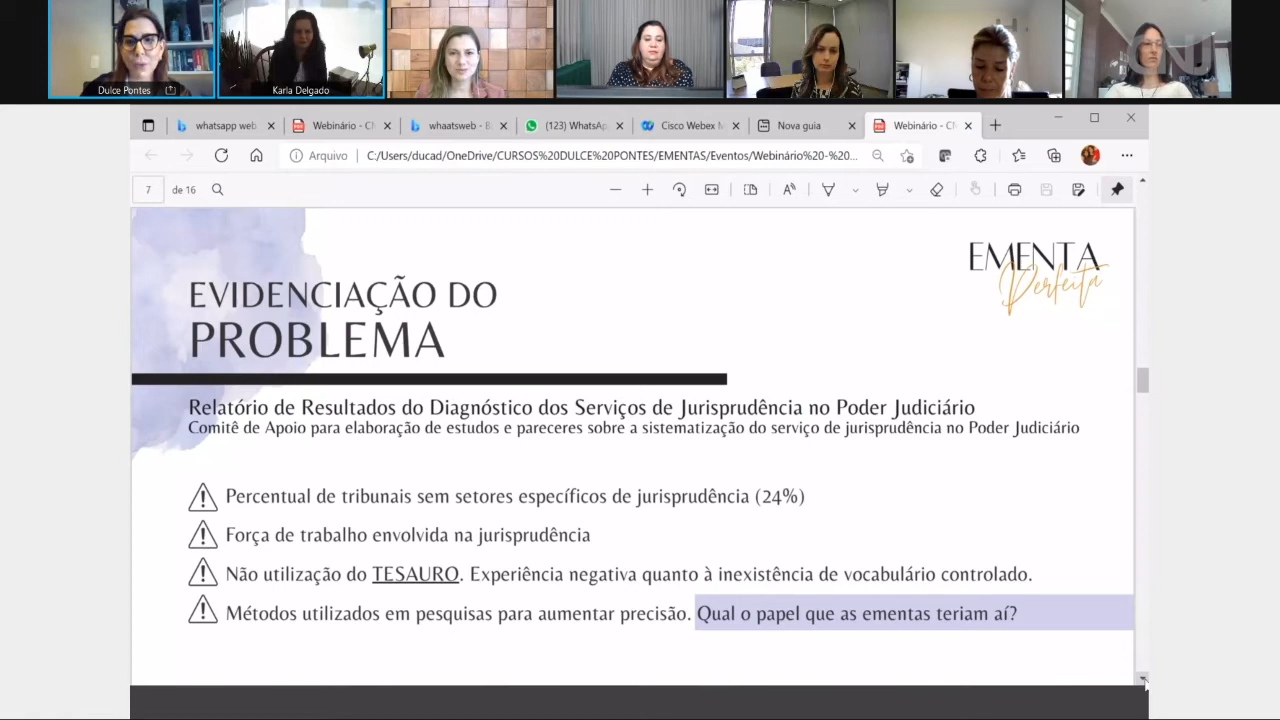 Dulce Pontes
Karla Delgado
CNJ
whatsapp web
Webinário - CN
whaatsweb - B
(123) WhatsAp
Cisco Webex M
Nova guia
Webinário - CN
Arquivo
C:/Users/ducad/OneDrive/CURSOS%20DULCE%20PONTES/EMENTAS/Eventos/Webinário%20-%20...
7 de 16
EMENTA
Perfeita
EVIDENCIAÇÃO DO
PROBLEMA
Relatório de Resultados do Diagnóstico dos Serviços de Jurisprudência no Poder Judiciário
Comitê de Apoio para elaboração de estudos e pareceres sobre a sistematização do serviço de jurisprudência no Poder Judiciário
Percentual de tribunais sem setores específicos de jurisprudência (24%)
Força de trabalho envolvida na jurisprudência
Não utilização do TESAURO. Experiência negativa quanto à inexistência de vocabulário controlado.
Métodos utilizados em pesquisas para aumentar precisão. Qual o papel que as ementas teriam aí?